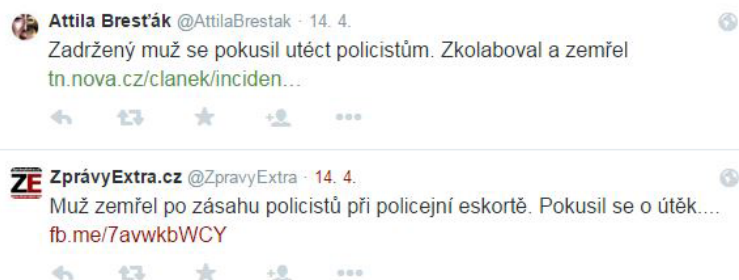 Attila Bresťák @AttilaBrestak · 14. 4.
Zadržený muž se pokusil utéct policistům. Zkolaboval a zemřel
tn.nova.cz/clanek/inciden…
ZE ZprávyExtra.cz @ZpravyExtra · 14. 4.
Muž zemřel po zásahu policistů při policejní eskortě. Pokusil se o útěk....
fb.me/7avwkbWCY